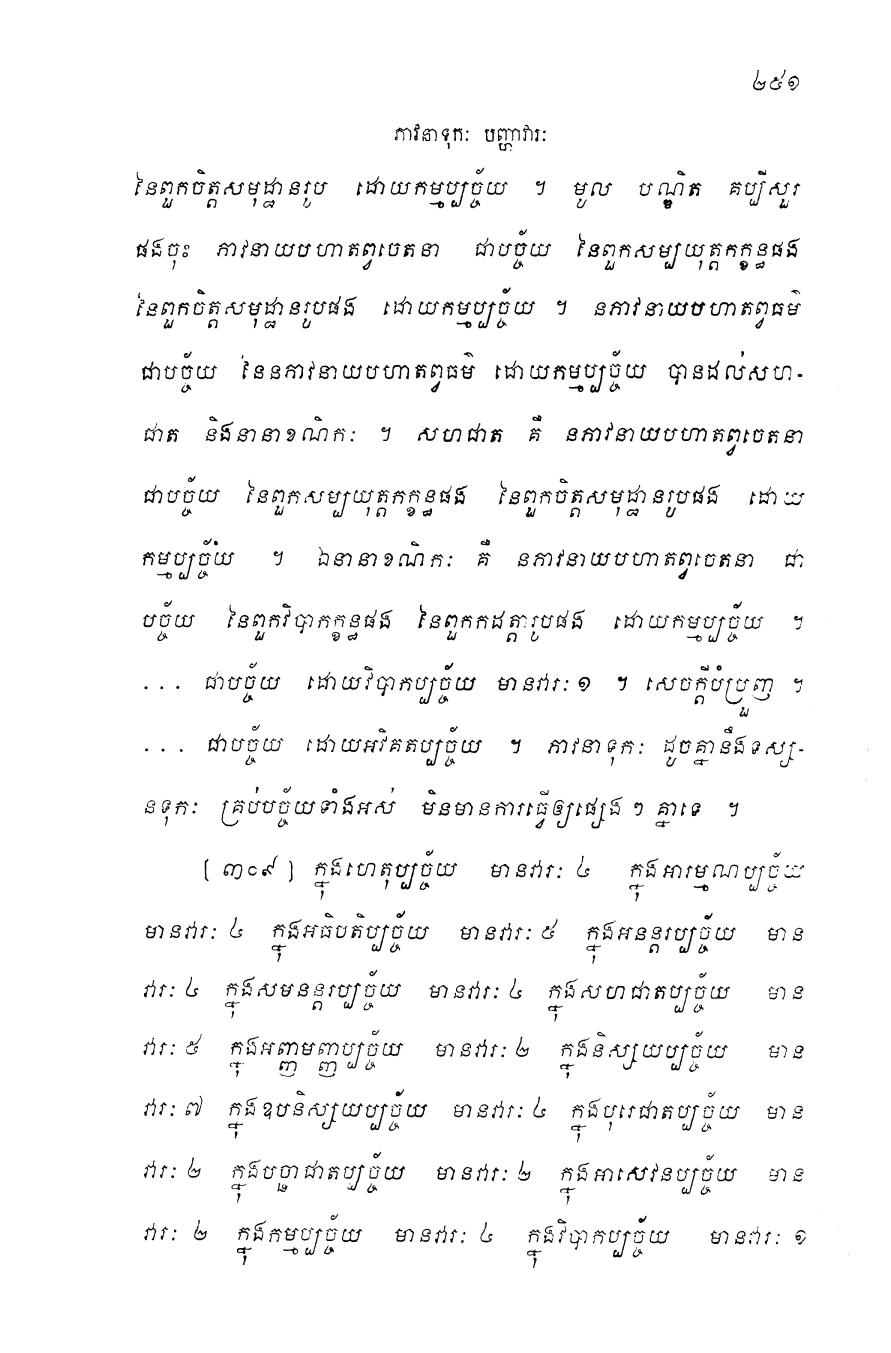 ២៥១
ភាវនាទុកៈ បញ្ហាវារៈ
នៃពួកចិត្តសមុដ្ឋានរូប ដោយកម្មប្បច្ច័យ ។ មូល បណ្ឌិត គប្បីសួរ
ផងចុះ ភាវនាយបហាតព្វចេតនា ជាបច្ច័យ នៃពួកសម្បយុត្តកក្ខន្ធផង
នៃពួកចិត្តសមុដ្ឋានរូបផង ដោយកម្មប្បច្ច័យ ។ នភាវនាយបហាតព្វធម៌
ជាបច្ច័យ នៃនភាវនាយបហាតព្វធម៌ ដោយកម្មប្បច្ច័យ បានដល់សហ-
ជាត និងនានាខណិកៈ ។ សហជាត គឺ នភាវនាយបហាតព្វចេតនា
ជាបច្ច័យ នៃពួកសម្បយុត្តកក្ខន្ធផង នៃពួកចិត្តសមុដ្ឋានរូបផង ដោយ
កម្មប្បច្ច័យ ។ ឯនានាខណិកៈ គឺ នភាវនាយបហាតព្វចេតនា ជា
បច្ច័យ នៃពួកវិបាកក្ខន្ធផង នៃពួកកដត្តារូបផង ដោយកម្មប្បច្ច័យ ។
... ជាបច្ច័យ ដោយវិបាកប្បច្ច័យ មានវារៈ ១ ។ សេចក្តីបំប្រួញ ។
... ជាបច្ច័យ ដោយអវិគតប្បច្ច័យ ។ ភាវនាទុកៈ ដូចគ្នានឹងទស្ស-
នទុកៈ គ្រប់បច្ច័យទាំងអស់ មិនមានការធ្វើឲ្យផ្សេង ៗ គ្នាទេ ។
[ ៣០៩ ] ក្នុងហេតុប្បច្ច័យ មានវារៈ ៤ ក្នុងអារម្មណប្បច្ច័យ
មានវារៈ ៤ ក្នុងអធិបតិប្បច្ច័យ មានវារៈ ៥ ក្នុងអនន្តរប្បច្ច័យ មាន
វារៈ ៤ ក្នុងសមនន្តរប្បច្ច័យ មានវារៈ ៤ ក្នុងសហជាតប្បច្ច័យ មាន
វារៈ ៥ ក្នុងអញ្ញមញ្ញប្បច្ច័យ មានវារៈ ២ ក្នុងនិស្សយប្បច្ច័យ មាន
វារៈ ៧ ក្នុងឧបនិស្សយប្បច្ច័យ មានវារៈ ៤ ក្នុងបុរេជាតប្បច្ច័យ មាន
វារៈ ២ ក្នុងបច្ឆាជាតប្បច្ច័យ មានវារៈ ២ ក្នុងអាសេវនប្បច្ច័យ មាន
វារៈ ២ ក្នុងកម្មប្បច្ច័យ មានវារៈ ៤ ក្នុងវិបាកប្បច្ច័យ មានវារៈ ១